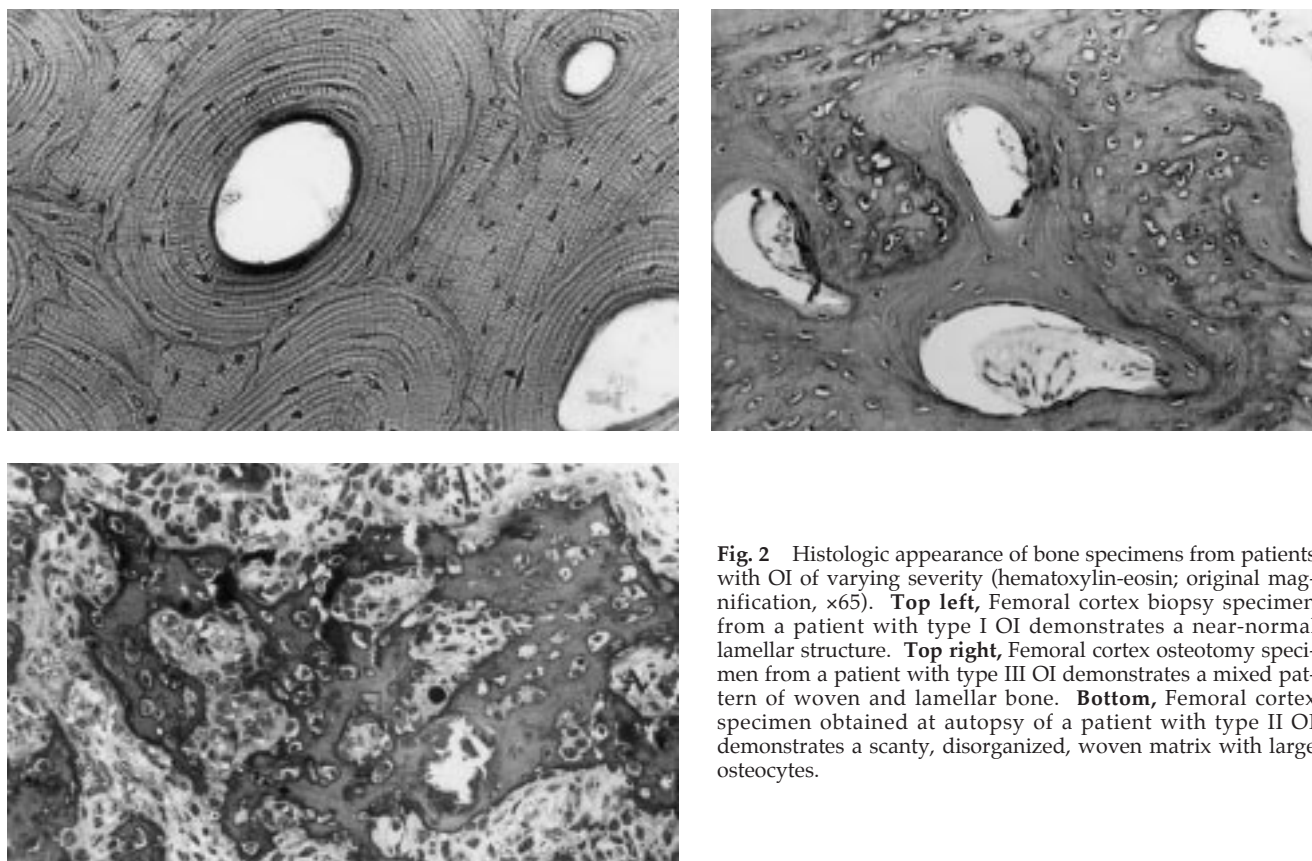 Fig. 2 Histologic appearance of bone specimens from patients
with OI of varying severity (hematoxylin-eosin; original mag-
nification, ×65). Top left, Femoral cortex biopsy specimen
from a patient with type I OI demonstrates a near-normal
lamellar structure. Top right, Femoral cortex osteotomy speci-
men from a patient with type III OI demonstrates a mixed pat-
tern of woven and lamellar bone. Bottom, Femoral cortex
specimen obtained at autopsy of a patient with type II OI
demonstrates a scanty, disorganized, woven matrix with large
osteocytes.